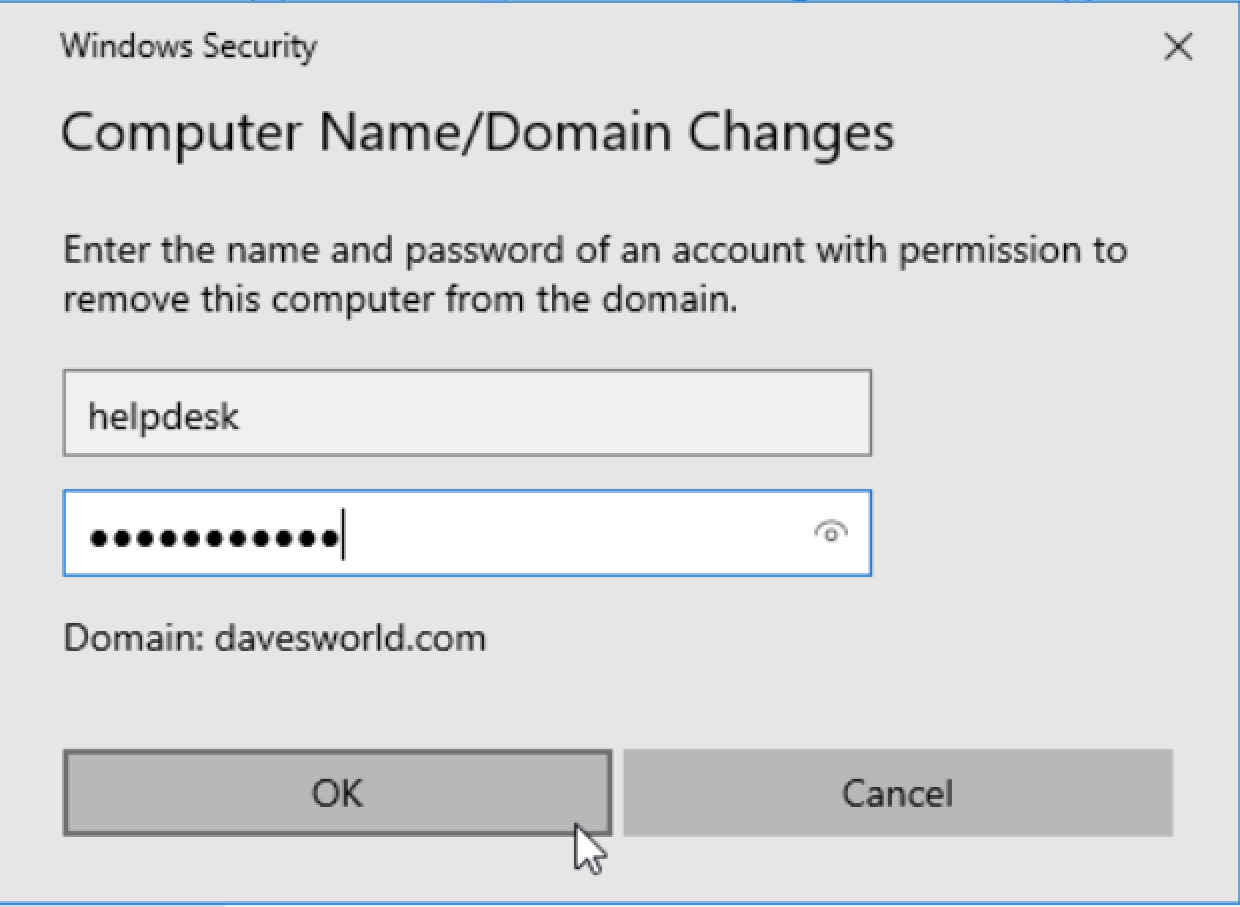 Windows Security
Computer Name/Domain Changes
Enter the name and password of an account with permission to
remove this computer from the domain.
helpdesk
●●●●●●●●●●●
Domain: davesworld.com
OK
Cancel